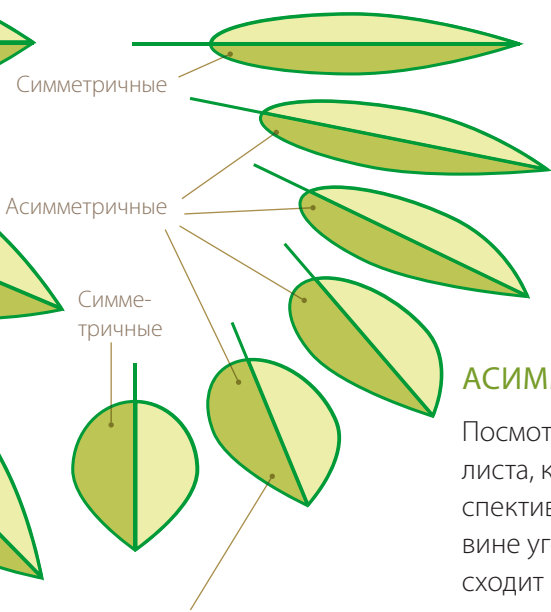 Симметричные
Асимметричные
Симме-
тричные
АСИМ
Посмот
листа, к
спектив
вине уг
сходит